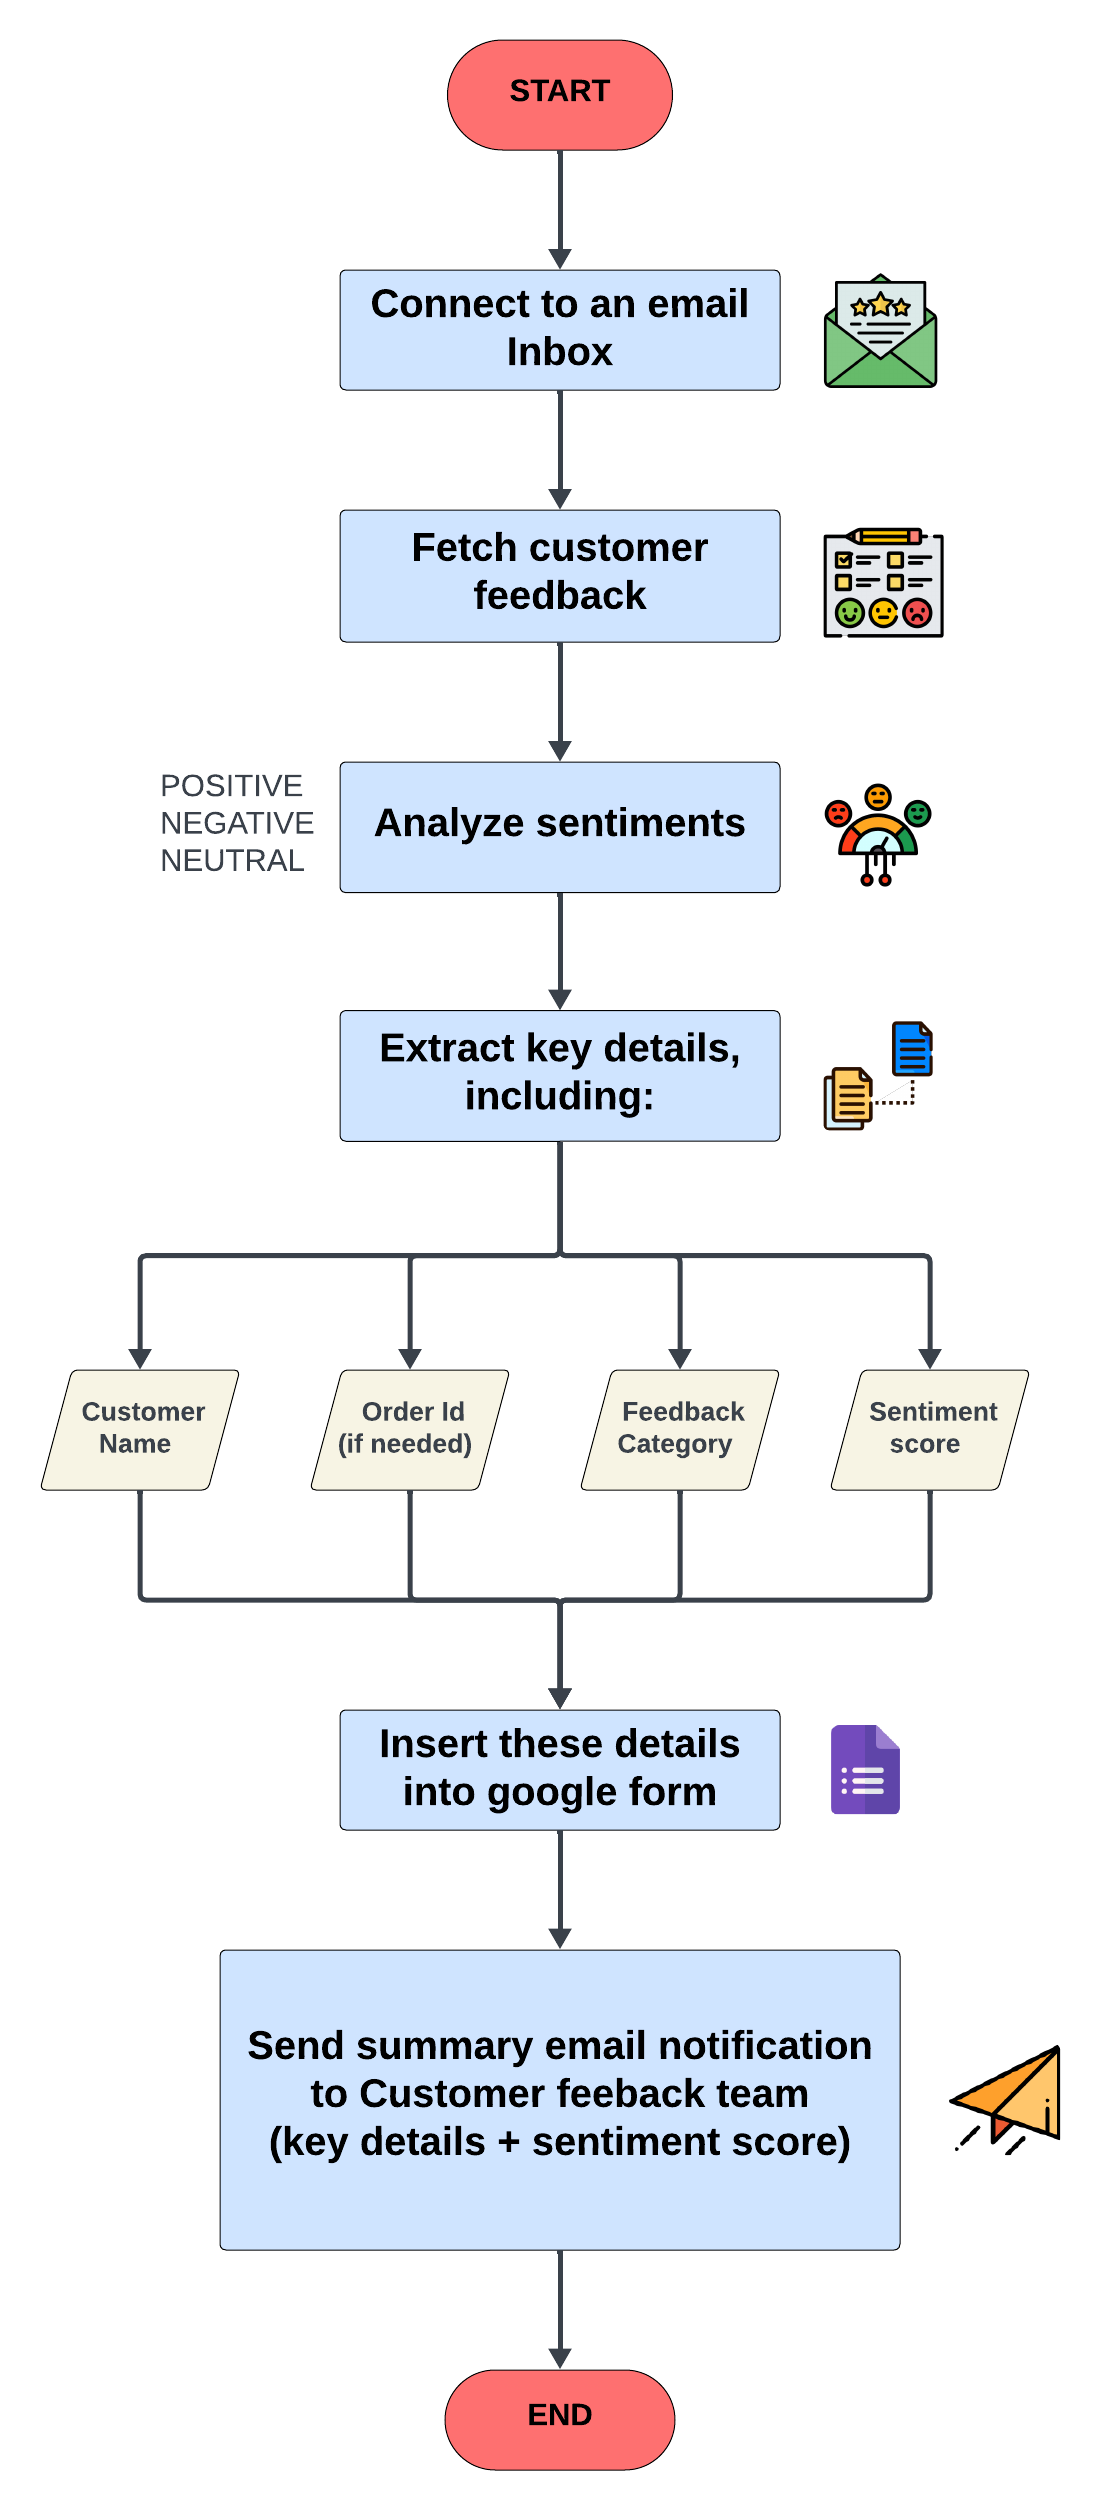 START
Connect to an email
Inbox
Fetch customer
feedback
POSITIVE
NEGATIVE
NEUTRAL
Analyze sentiments
Extract key details,
including:
Customer
Name
Order Id
(if needed)
Feedback
Category
Sentiment
score
Insert these details
into google form
Send summary email notification
to Customer feeback team
(key details + sentiment score)
END